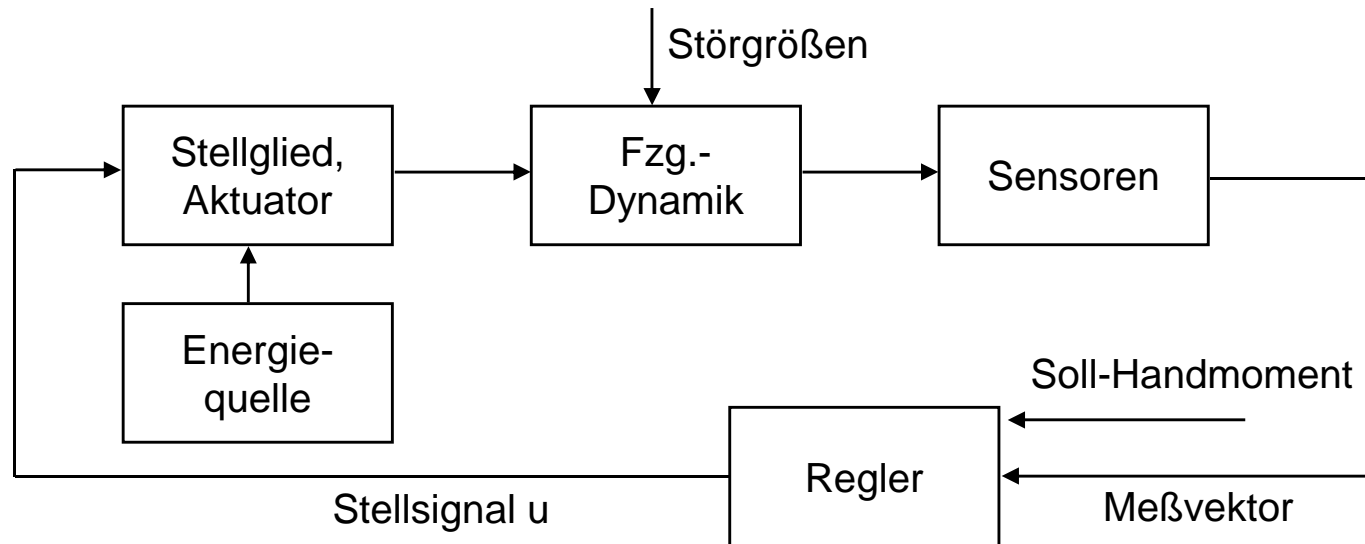 Störgrößen
Stellglied,
Aktuator
Fzg.-
Dynamik
Sensoren
Energie-
quelle
Soll-Handmoment
Regler
Stellsignal u
Meßvektor